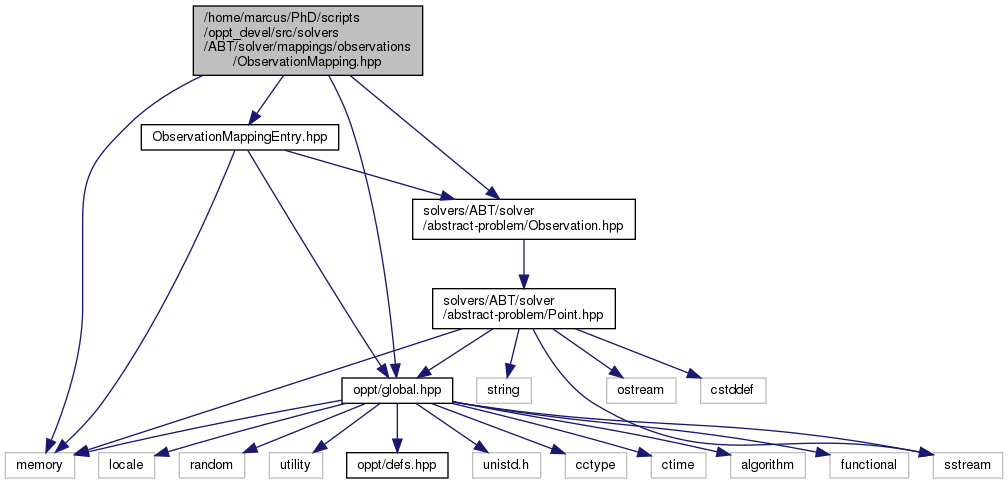 /home/marcus/PhD/scripts
/oppt_devel/src/solvers
/ABT/solver/mappings/observations
/ObservationMapping.hpp
ObservationMappingEntry.hpp
solvers/ABT/solver
/abstract-problem/Observation.hpp
solvers/ABT/solver
/abstract-problem/Point.hpp
oppt/global.hpp
string
ostream
cstddef
memory
locale
random
utility
oppt/defs.hpp
unistd.h
cctype
ctime
algorithm
functional
sstream